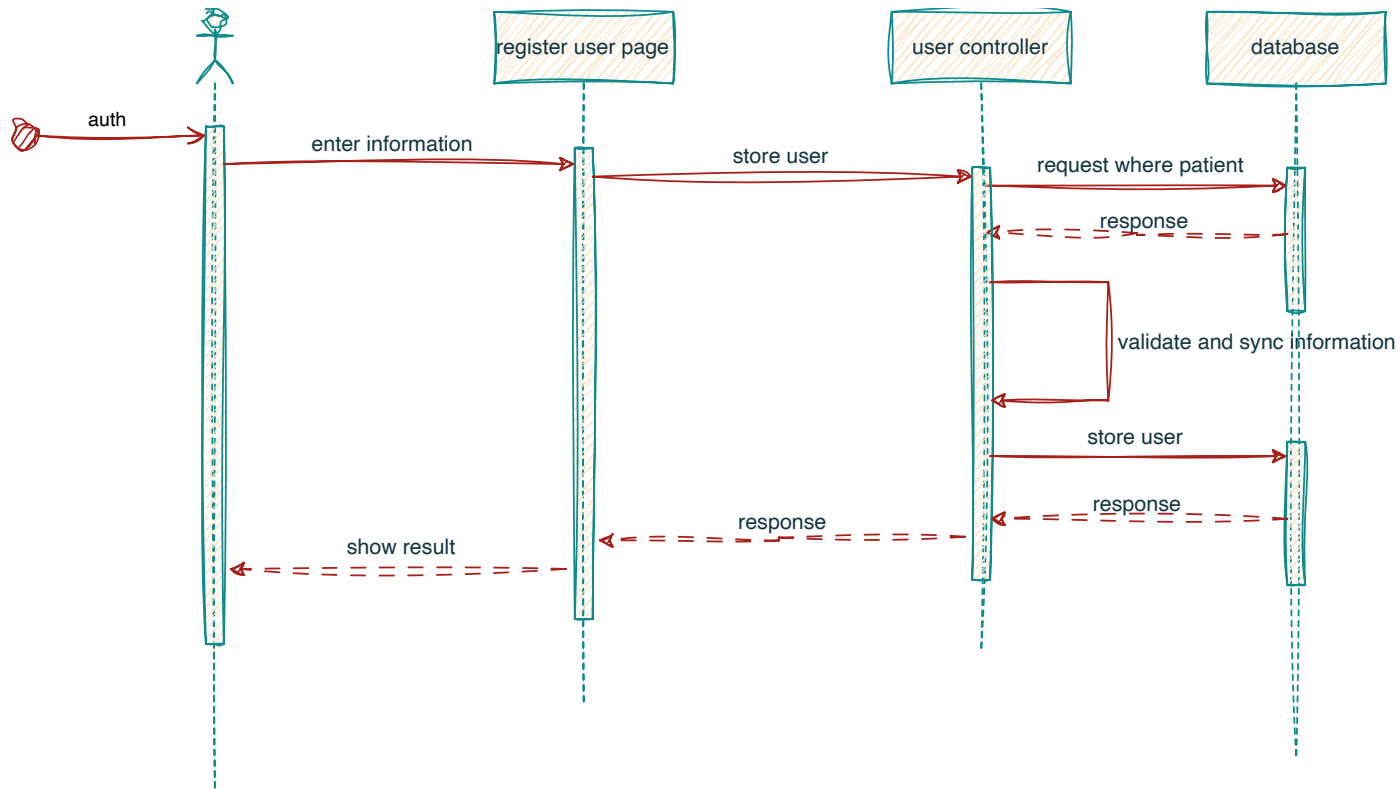 register user page
user controller
database
auth
enter information
store user
request where patient
response
validate and sync information
store user
response
response
show result